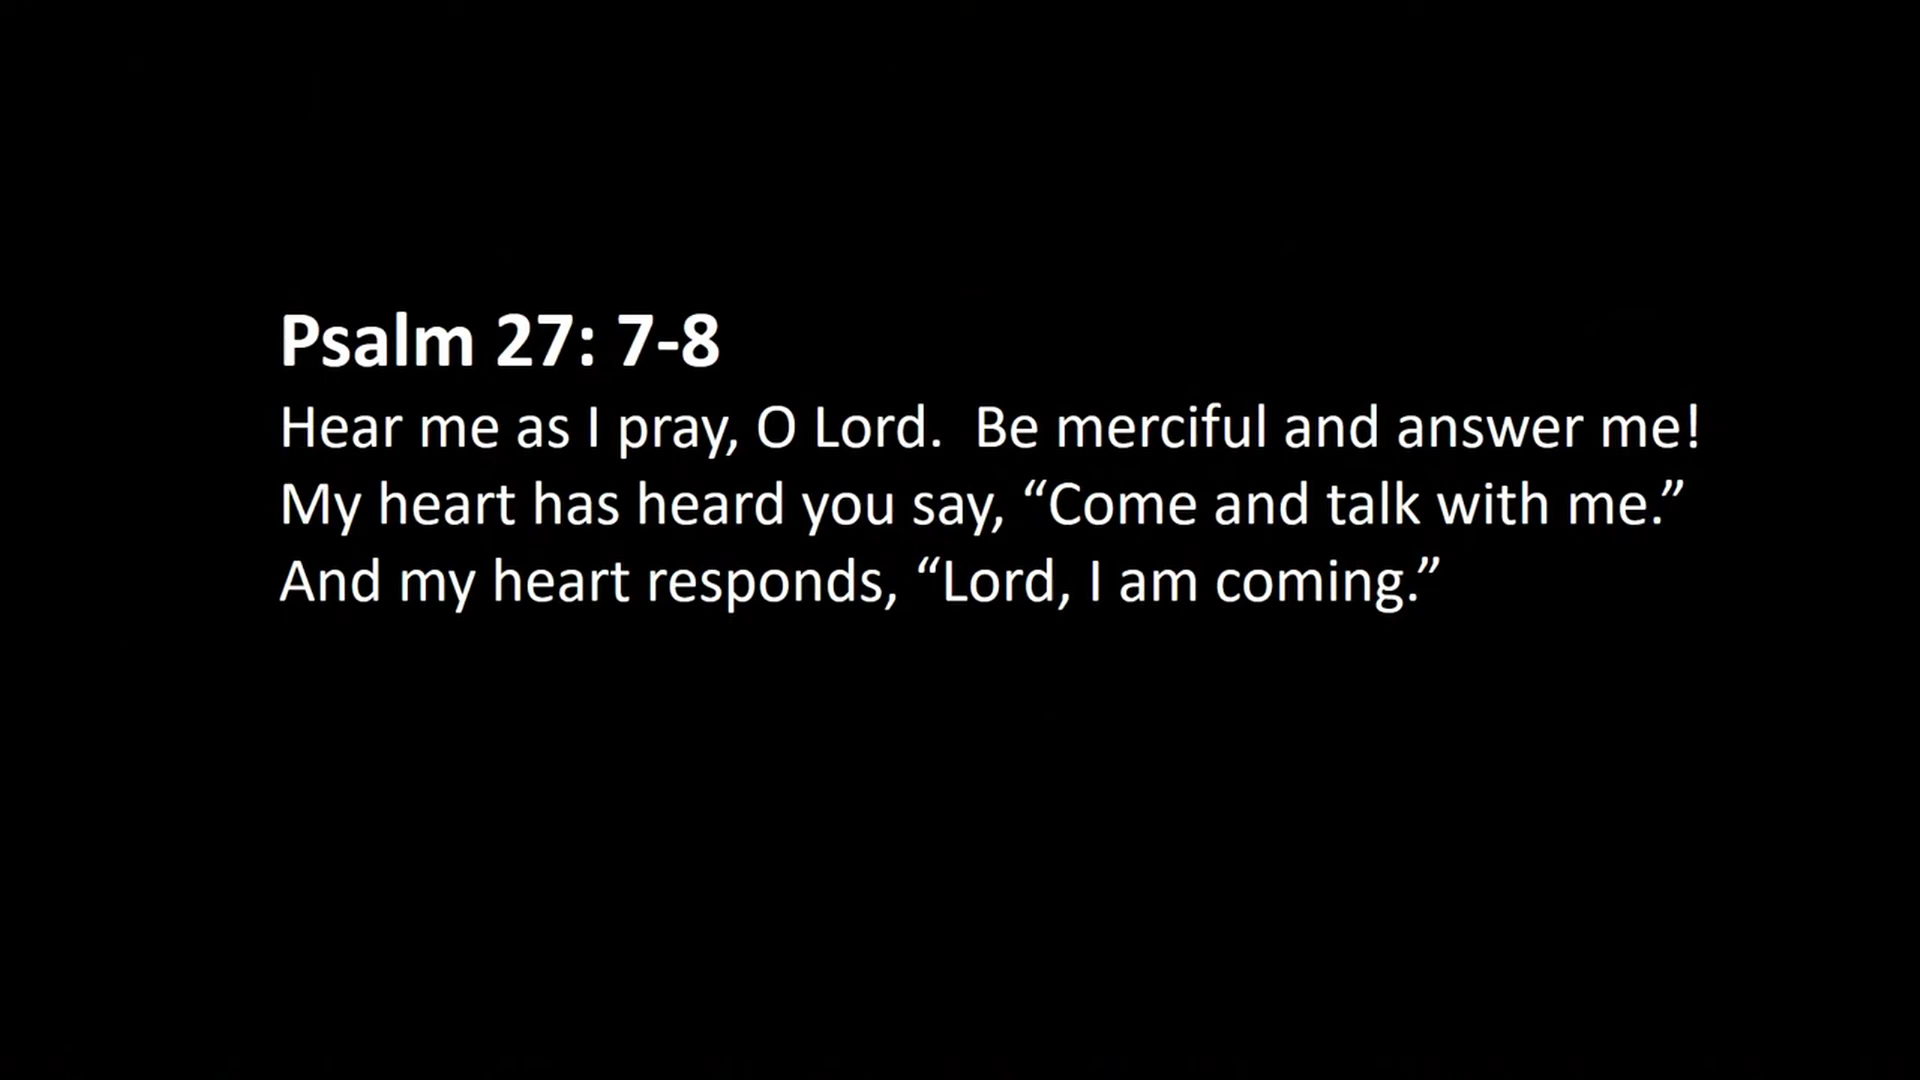 Psalm 27: 7-8
Hear me as I pray, O Lord.  Be merciful and answer me!
My heart has heard you say, “Come and talk with me.”
And my heart responds, “Lord, I am coming.”